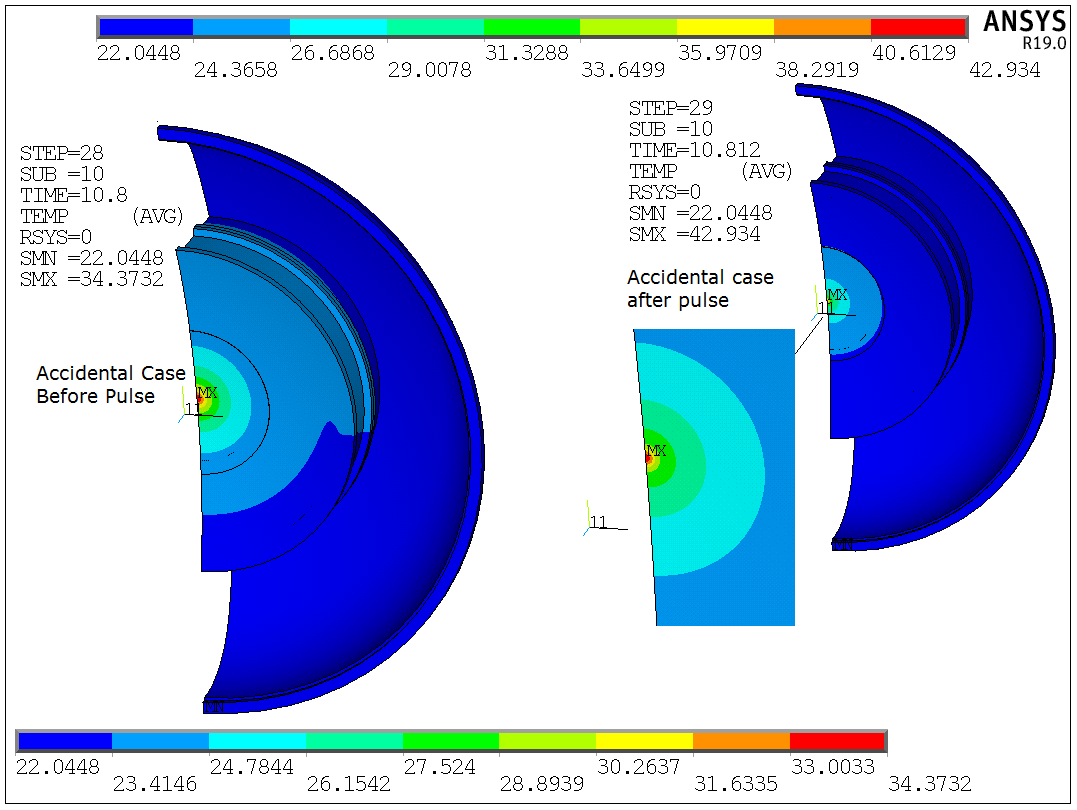 ANSYS
R19.0
22.0448 24.3658 26.6868 29.0078 31.3288 33.6499 35.9709 38.2919 40.6129 42.934
STEP=28
SUB =10
TIME=10.8
TEMP (AVG)
RSYS=0
SMN =22.0448
SMX =34.3732
Accidental Case
Before Pulse
MX
11
MN
STEP=29
SUB =10
TIME=10.812
TEMP (AVG)
RSYS=0
SMN =22.0448
SMX =42.934
Accidental case
after pulse
MX
11
MX
11
MN
22.0448 23.4146 24.7844 26.1542 27.524 28.8939 30.2637 31.6335 33.0033 34.3732